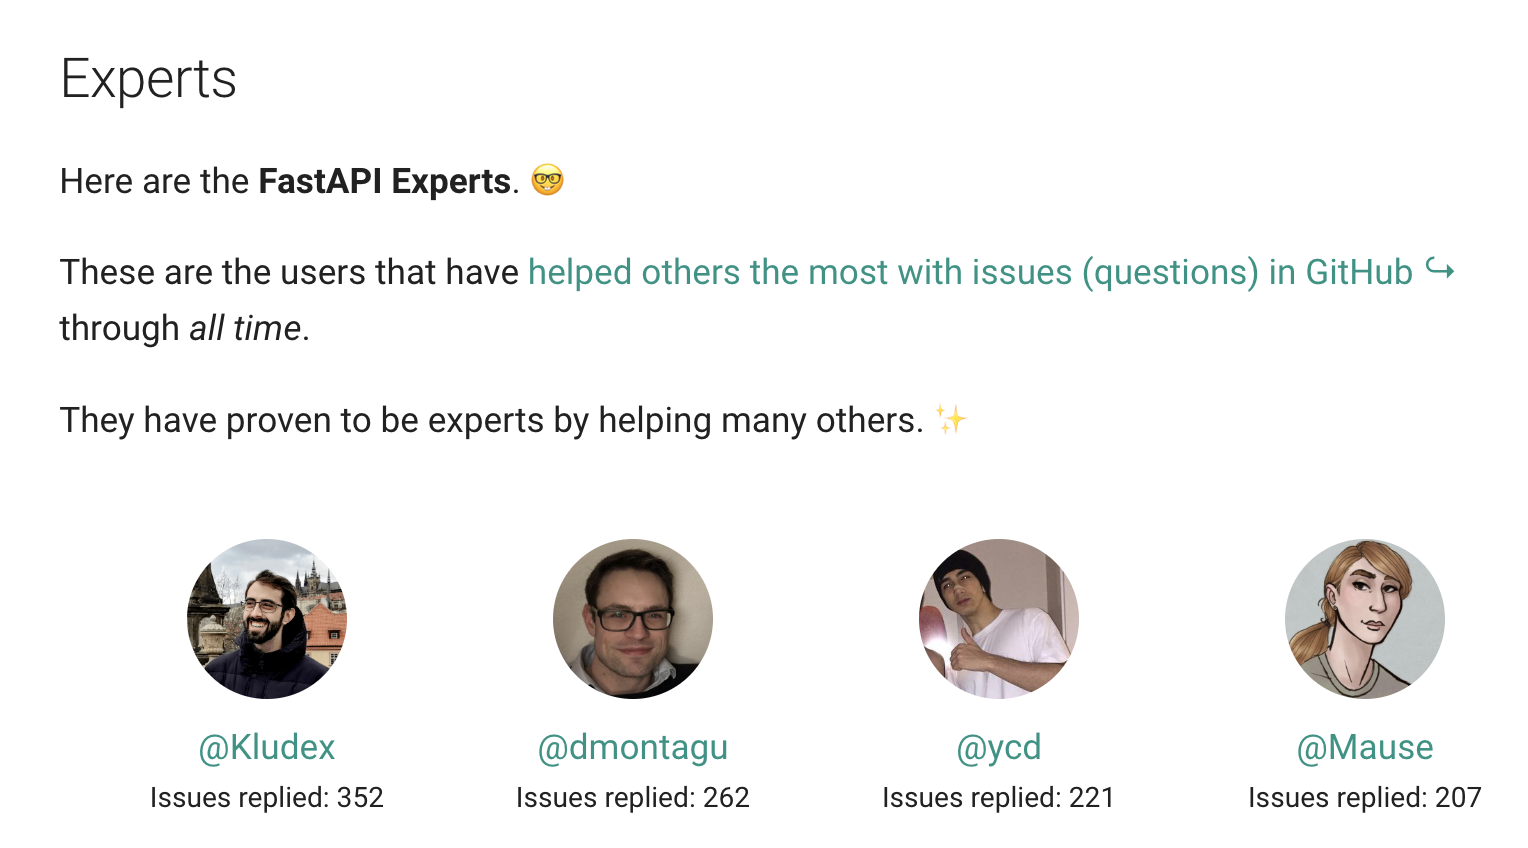 Experts
Here are the FastAPI Experts. 🤓
These are the users that have helped others the most with issues (questions) in GitHub ↪
through all time.
They have proven to be experts by helping many others. ✨
@Kludex
Issues replied: 352
@dmontagu
Issues replied: 262
@ycd
Issues replied: 221
@Mause
Issues replied: 207